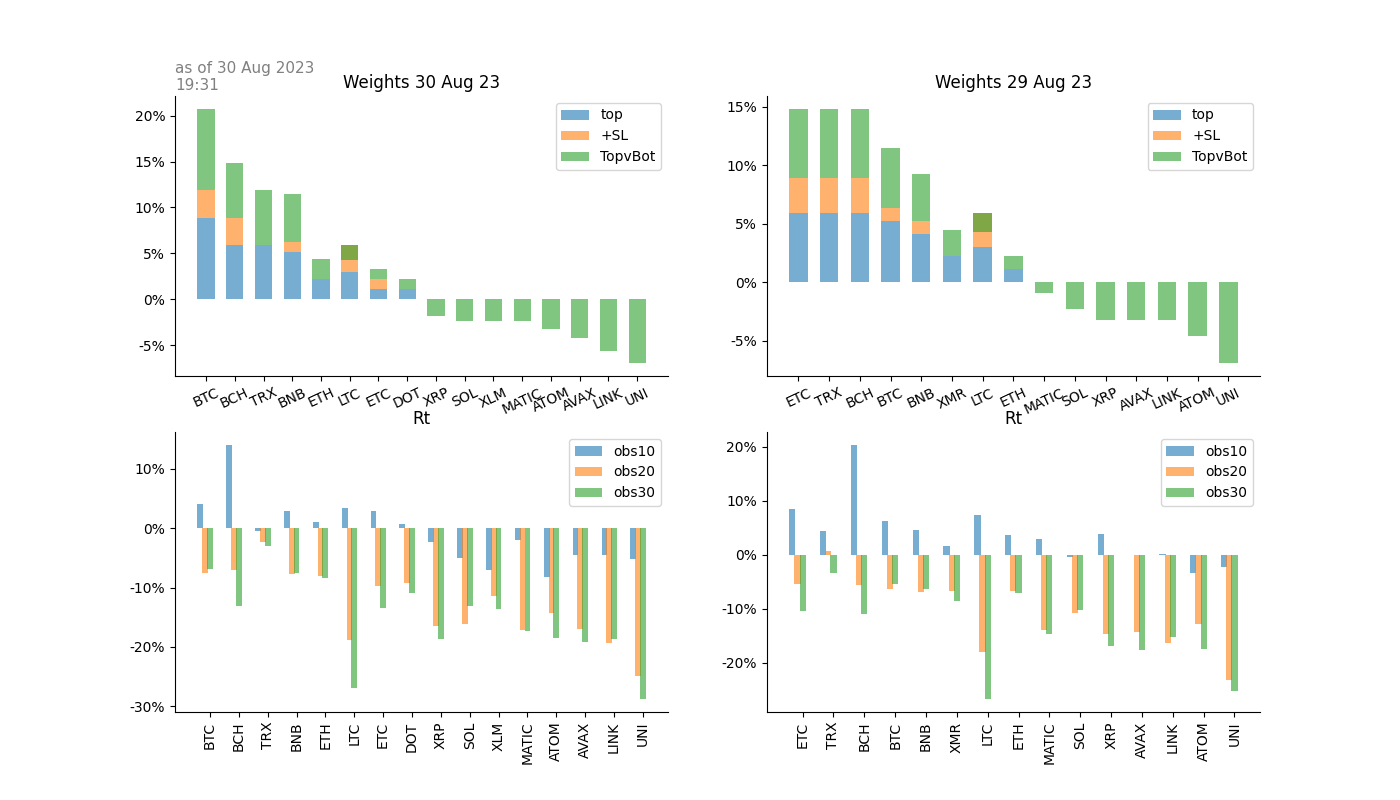 as of 30 Aug 2023
19:31
Weights 30 Aug 23
20%
15%
10%
5%
0%
-5%
top
+SL
TopvBot
BTC BCH TRX BNB ETH LTC ETC DOT XRP SOL XLM MATIC ATOM AVAX LINK UNI
Weights 29 Aug 23
15%
10%
5%
0%
-5%
top
+SL
TopvBot
ETC TRX BCH BTC BNB XMR LTC ETH MATIC SOL XRP AVAX LINK ATOM UNI
Rt
10%
0%
-10%
-20%
-30%
obs10
obs20
obs30
BTC BCH TRX BNB ETH LTC ETC DOT XRP SOL XLM MATIC ATOM AVAX LINK UNI
Rt
20%
10%
0%
-10%
-20%
obs10
obs20
obs30
ETC TRX BCH BTC BNB XMR LTC ETH MATIC SOL XRP AVAX LINK ATOM UNI